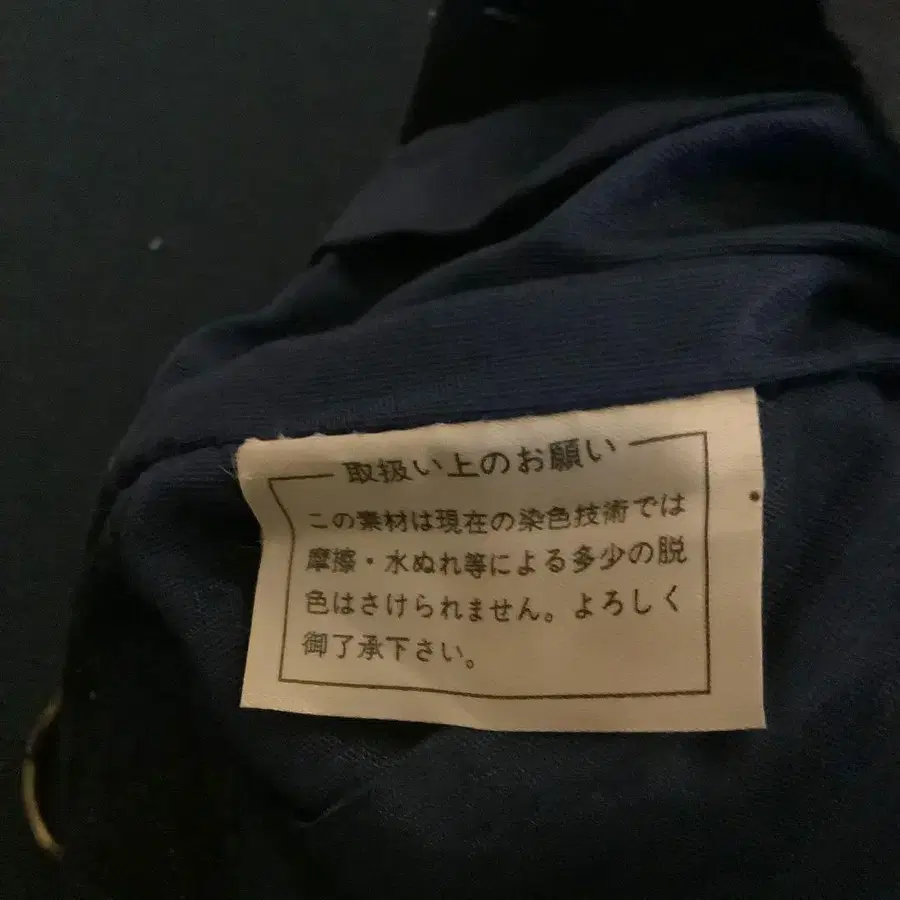 取扱い上のお願い
この素材は現在の染色技術では
摩擦・水ぬれ等による多少の脱
色はさけられません。よろしく
御了承下さい。